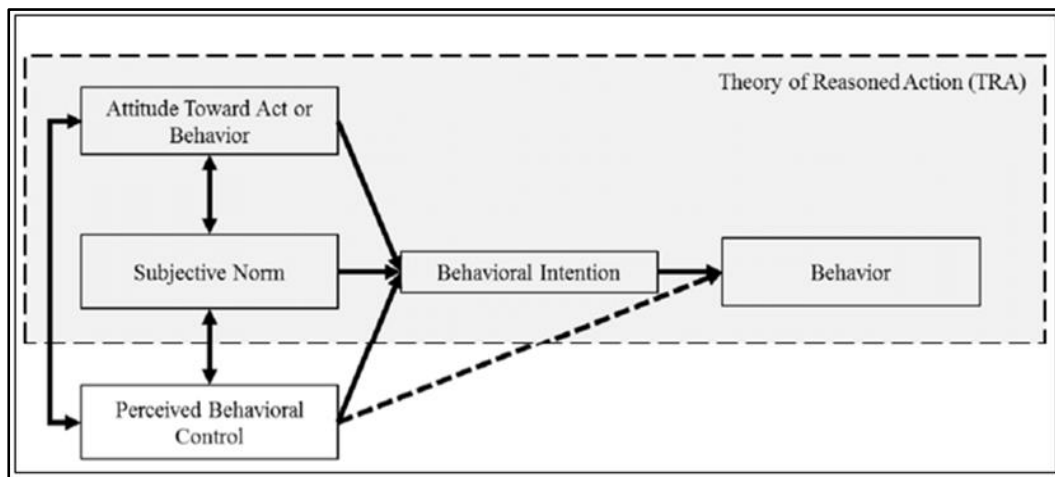 Theory of Reasoned Action (TRA)
Attitude Toward Act or
Behavior
Subjective Norm
Behavioral Intention
Behavior
Perceived Behavioral
Control